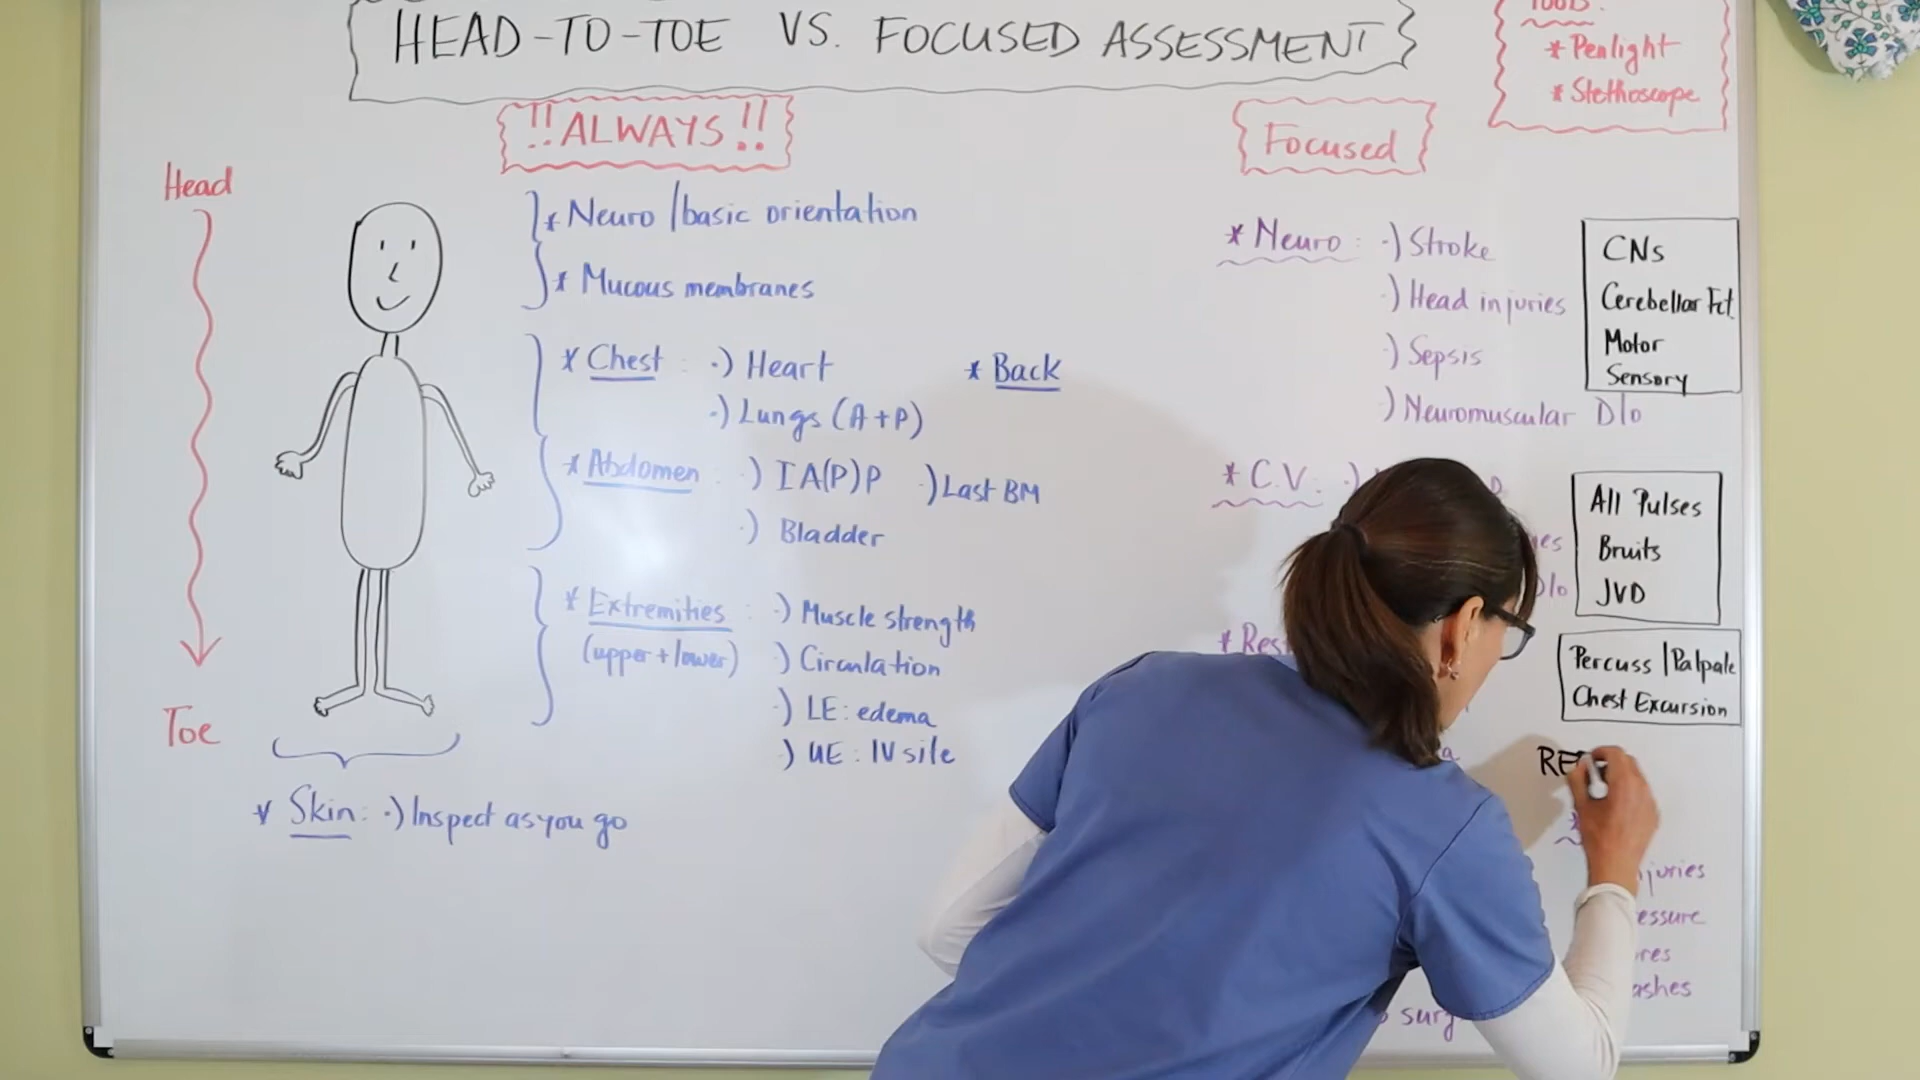 HEAD-TO-TOE VS. FOCUSED ASSESSMENT
* Penlight
* Stethoscope
!! ALWAYS !!
Focused
Head
Toe
* Neuro / basic orientation
* Mucous membranes
* Chest : ·) Heart
·) Lungs (A+P)
* Back
* Abdomen : ·) IA(P)P ·) Last BM
·) Bladder
* Extremities : ·) Muscle strength
(upper + lower) ·) Circulation
·) LE: edema
·) UE: IV site
* Skin: ·) Inspect as you go
* Neuro : ·) Stroke
·) Head injuries
·) Sepsis
·) Neuromuscular D/o
CNs
Cerebellar Fct
Motor
Sensory
* C.V. : ·)
D/o
All Pulses
Bruits
JVD
Percuss / Palpate
Chest Excursion